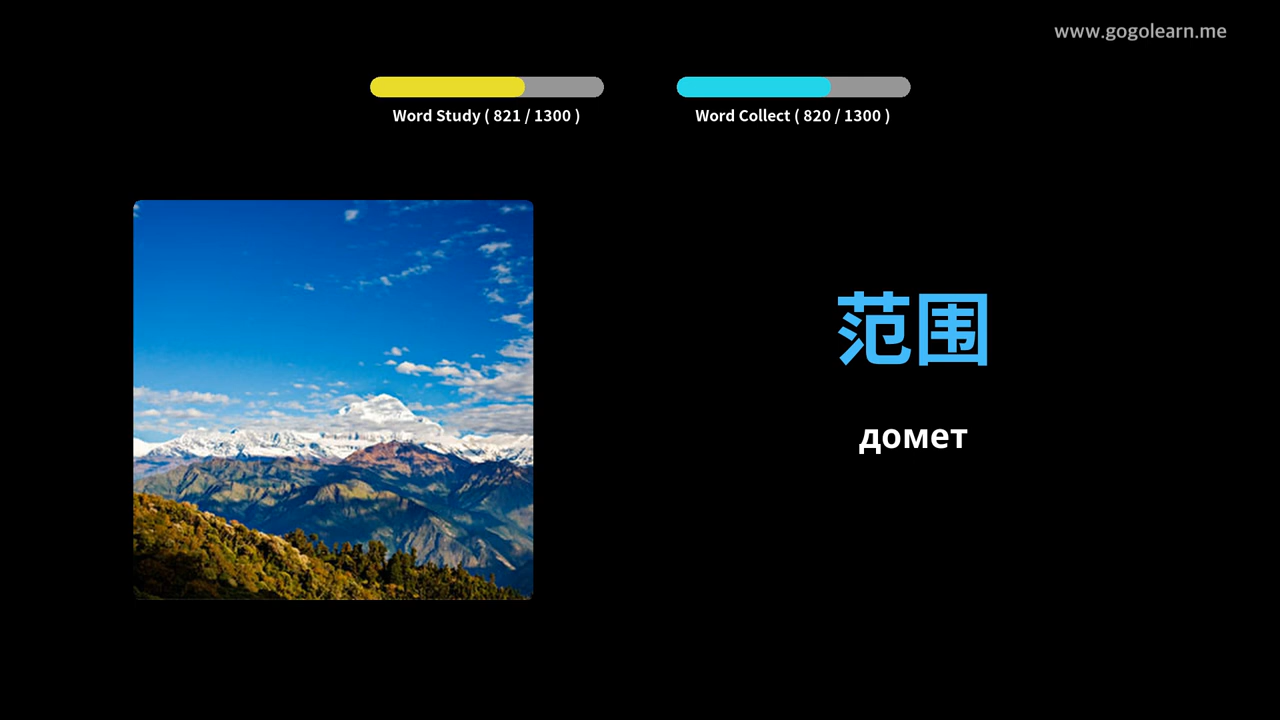 www.gogolearn.me
Word Study ( 821 / 1300 )
Word Collect ( 820 / 1300 )
范围
домет